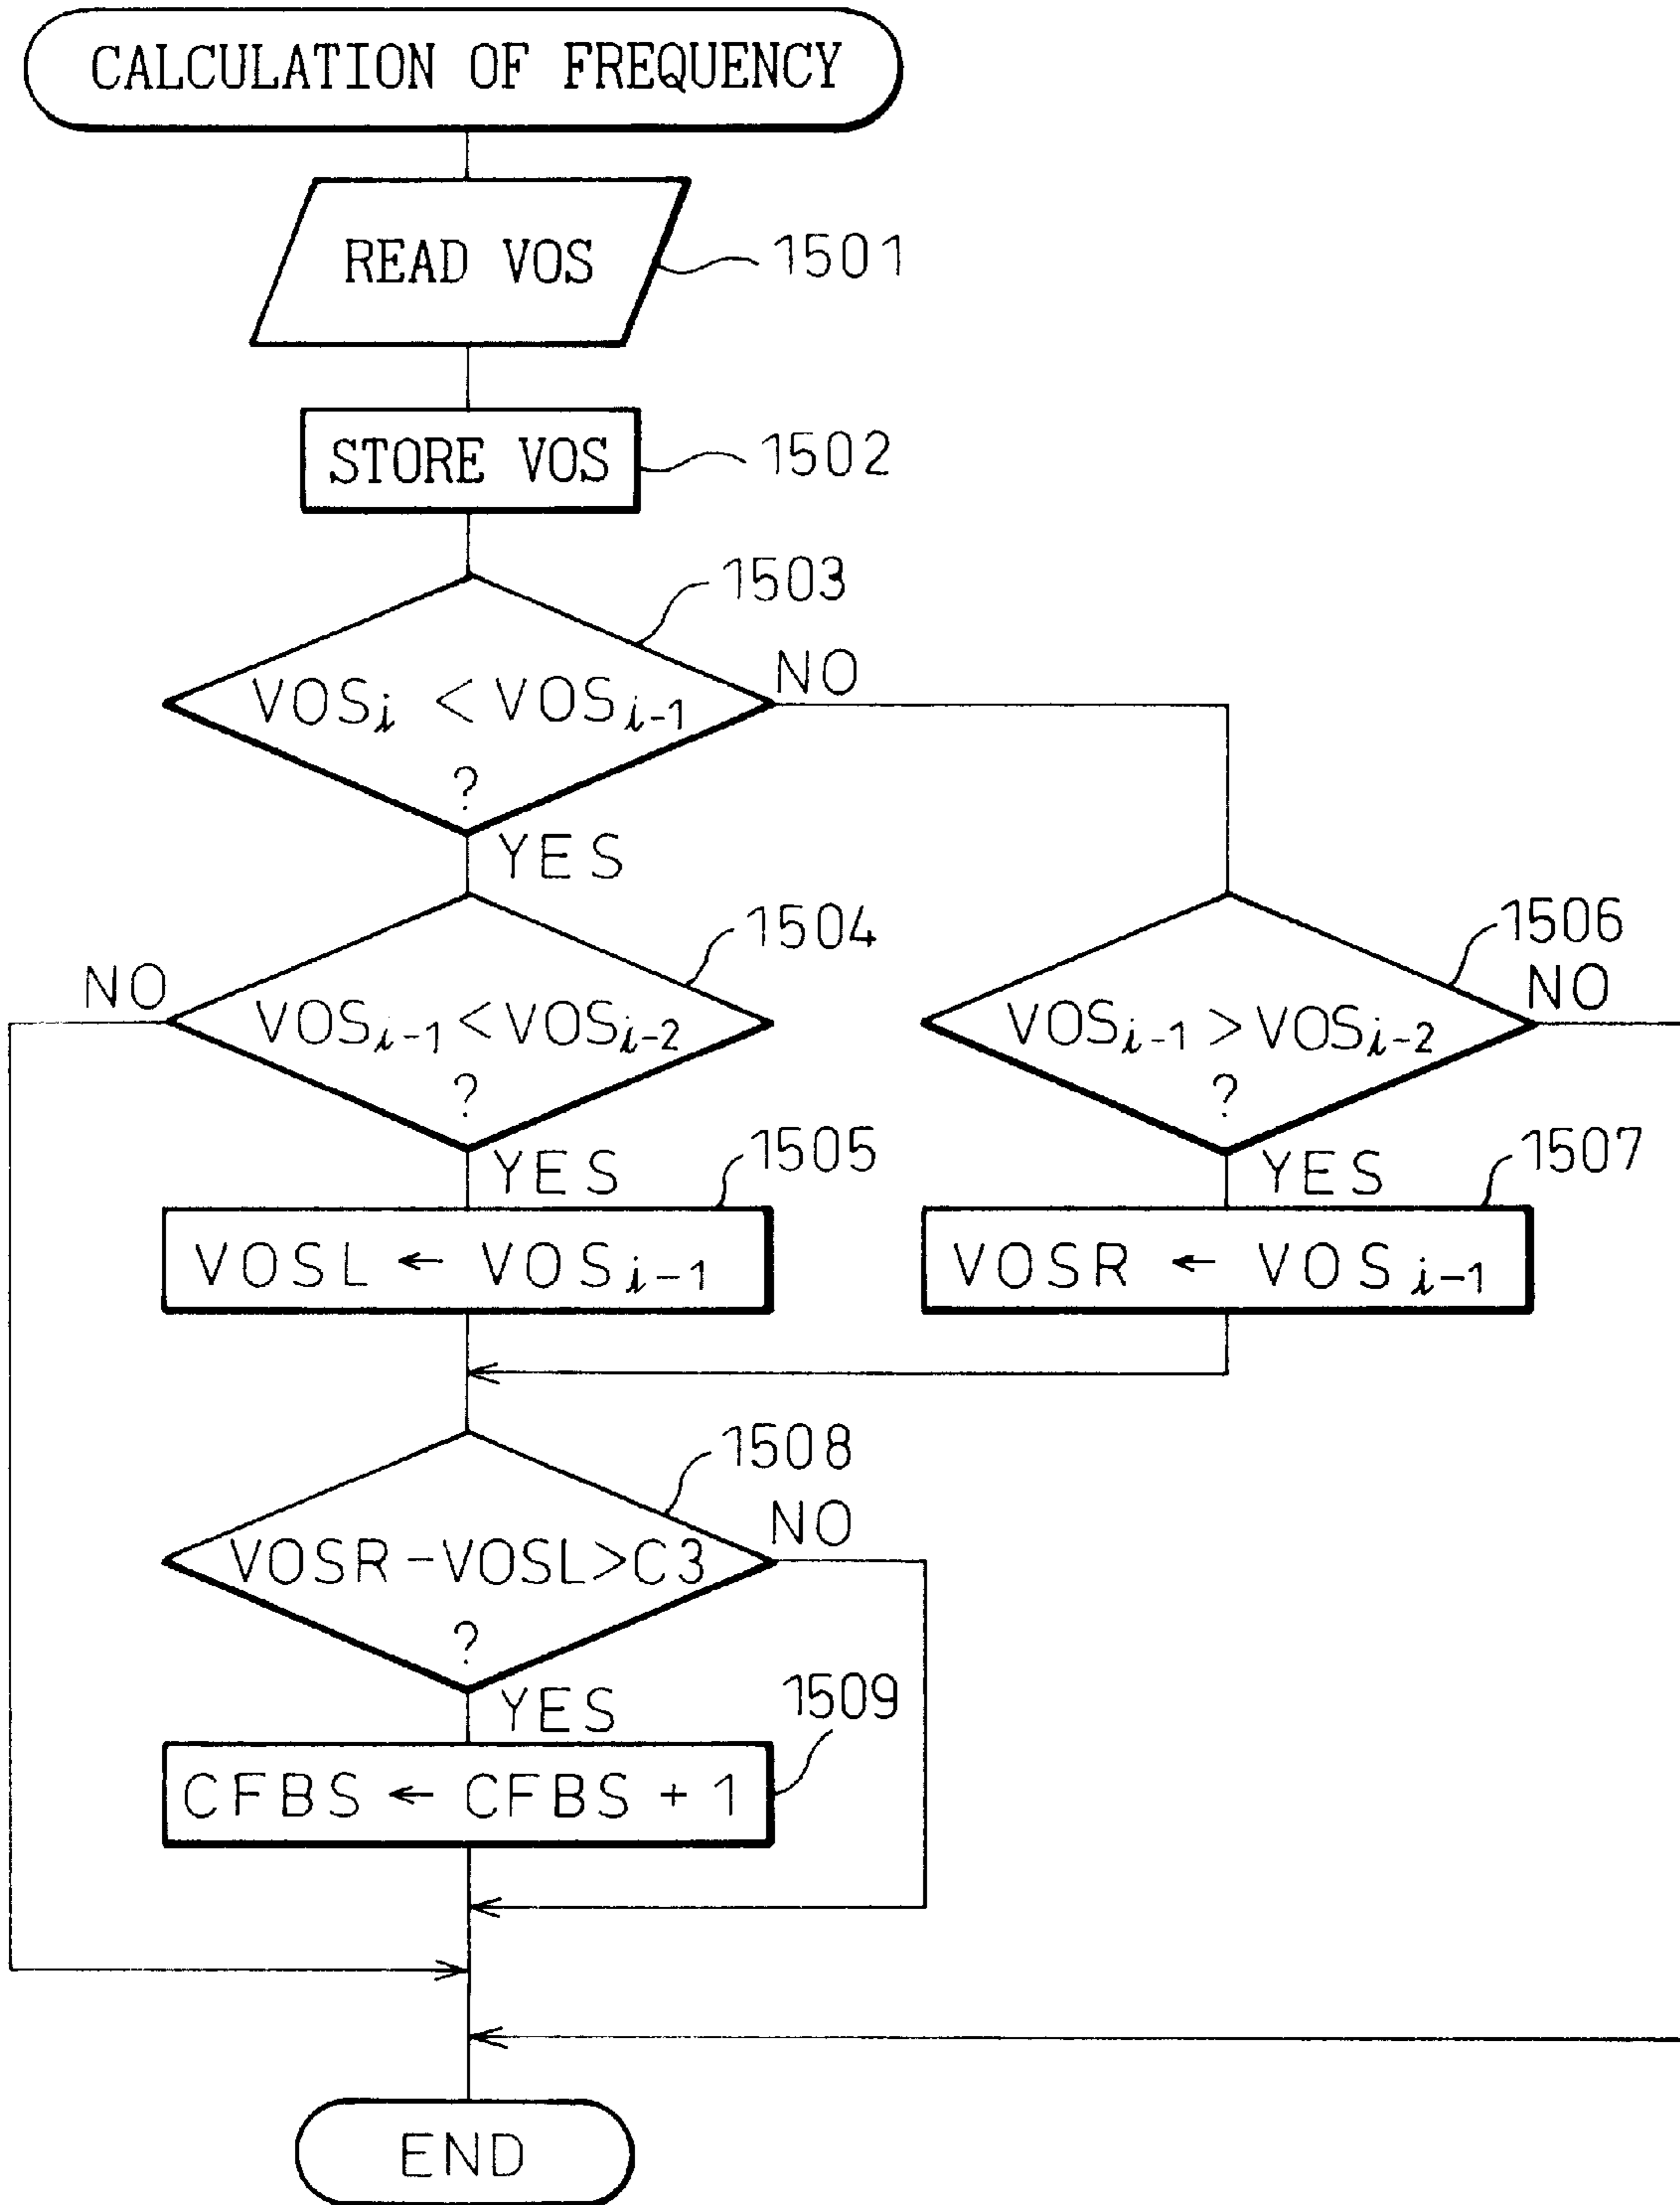 CALCULATION OF FREQUENCY
READ VOS
1501
STORE VOS
1502
1503
VOSi < VOSi-1
?
NO
YES
1504
NO
VOSi-1 < VOSi-2
?
YES
1506
NO
VOSi-1 > VOSi-2
?
YES
1505
VOSL ← VOSi-1
1507
VOSR ← VOSi-1
1508
NO
VOSR-VOSL>C3
?
YES
1509
CFBS ← CFBS + 1
END